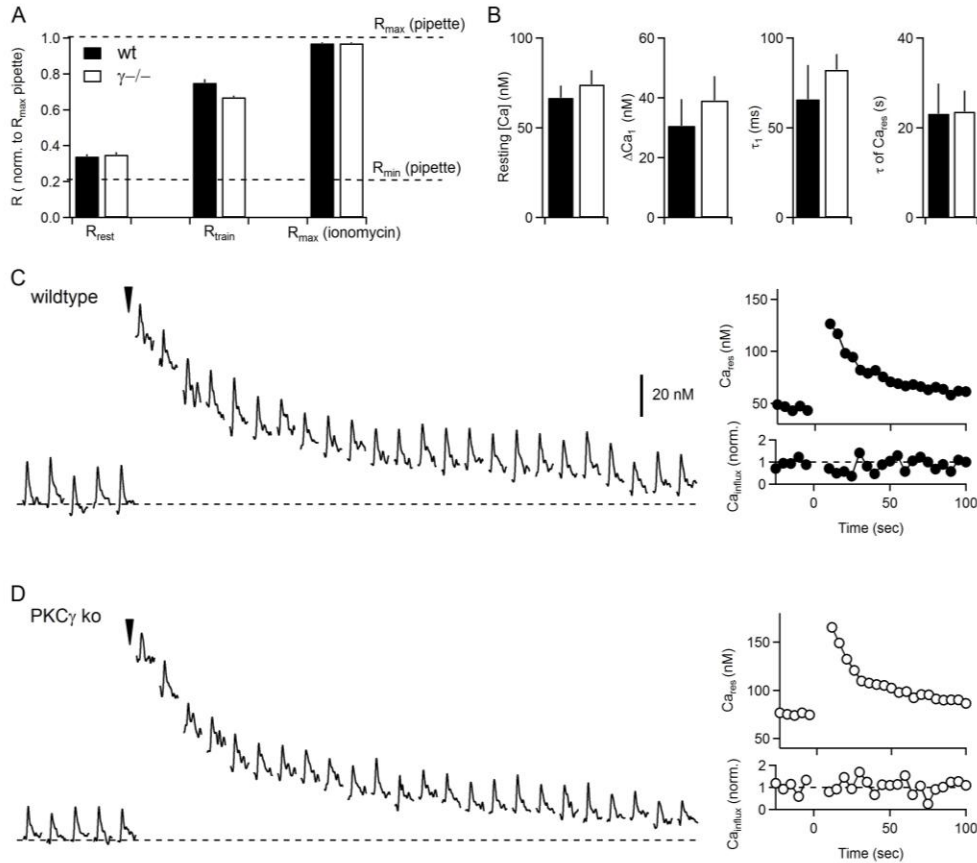 A
R ( norm. to Rmax pipette)
1.0
0.8
0.6
0.4
0.2
0.0
wt
γ−/−
Rmax (pipette)
Rmin (pipette)
Rrest
Rtrain
Rmax (ionomycin)
B
Resting [Ca] (nM)
100
50
0
ΔCa1 (nM)
60
40
20
0
τ1 (ms)
100
50
0
τ of Cares (s)
40
20
0
C
wildtype
20 nM
Cares (nM)
150
100
50
Cainflux (norm.)
2
1
0
0
50
100
Time (sec)
D
PKCγ ko
Cares (nM)
150
100
50
Cainflux (norm.)
2
1
0
0
50
100
Time (sec)